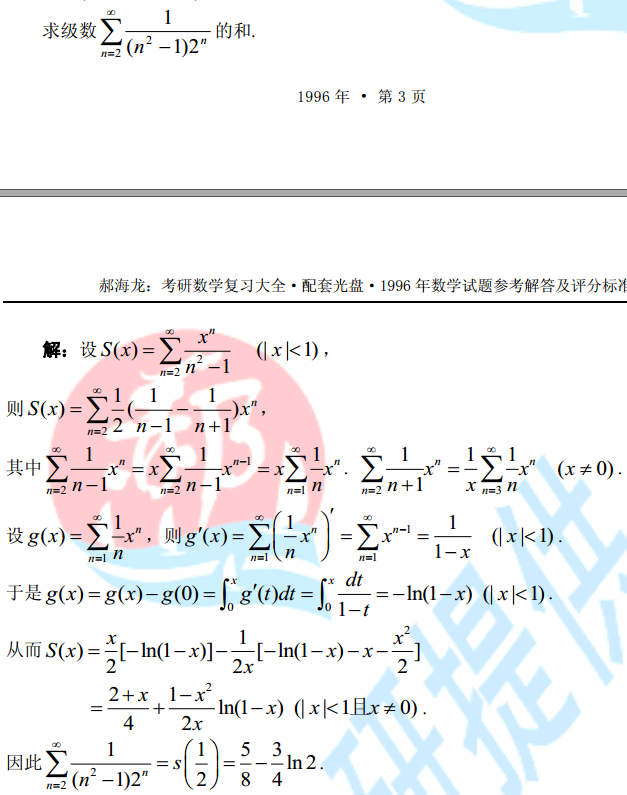 求级数 $\sum_{n=2}^{\infty} \frac{1}{(n^2-1)2^n}$ 的和.
1996 年 • 第 3 页
郝海龙：考研数学复习大全·配套光盘·1996 年数学试题参考解答及评分标准
解：设 $S(x)=\sum_{n=2}^{\infty} \frac{x^n}{n^2-1} \quad (|x|<1)$，
则 $S(x)=\sum_{n=2}^{\infty} \frac{1}{2}(\frac{1}{n-1}-\frac{1}{n+1})x^n$，
其中 $\sum_{n=2}^{\infty} \frac{1}{n-1}x^n = x\sum_{n=2}^{\infty} \frac{1}{n-1}x^{n-1} = x\sum_{n=1}^{\infty} \frac{1}{n}x^n$．$\sum_{n=2}^{\infty} \frac{1}{n+1}x^n = \frac{1}{x}\sum_{n=3}^{\infty} \frac{1}{n}x^n \quad (x \neq 0)$．
设 $g(x)=\sum_{n=1}^{\infty} \frac{1}{n}x^n$，则 $g'(x)=\sum_{n=1}^{\infty} \left(\frac{1}{n}x^n\right)' = \sum_{n=1}^{\infty} x^{n-1} = \frac{1}{1-x} \quad (|x|<1)$．
于是 $g(x)=g(x)-g(0)=\int_0^x g'(t)dt = \int_0^x \frac{dt}{1-t} = -\ln(1-x) \ (|x|<1)$．
从而 $S(x)=\frac{x}{2}[-\ln(1-x)]-\frac{1}{2x}[-\ln(1-x)-x-\frac{x^2}{2}]$
$=\frac{2+x}{4}+\frac{1-x^2}{2x}\ln(1-x) \ (|x|<1且x \neq 0)$．
因此 $\sum_{n=2}^{\infty} \frac{1}{(n^2-1)2^n} = s\left(\frac{1}{2}\right) = \frac{5}{8}-\frac{3}{4}\ln 2$．
研提供